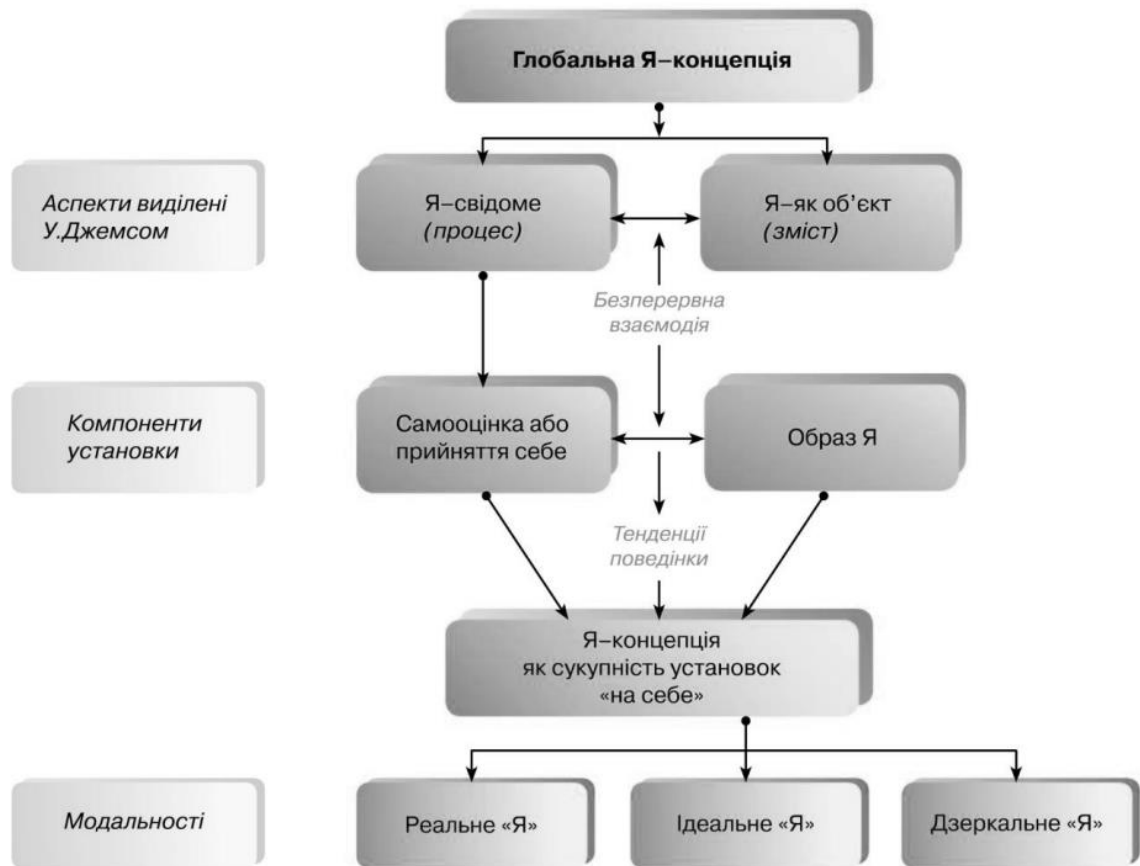 Глобальна Я–концепція
Аспекти виділені
У.Джемсом
Я–свідоме
(процес)
Я–як об’єкт
(зміст)
Безперервна
взаємодія
Компоненти
установки
Самооцінка або
прийняття себе
Образ Я
Тенденції
поведінки
Я–концепція
як сукупність установок
«на себе»
Модальності
Реальне «Я»
Ідеальне «Я»
Дзеркальне «Я»